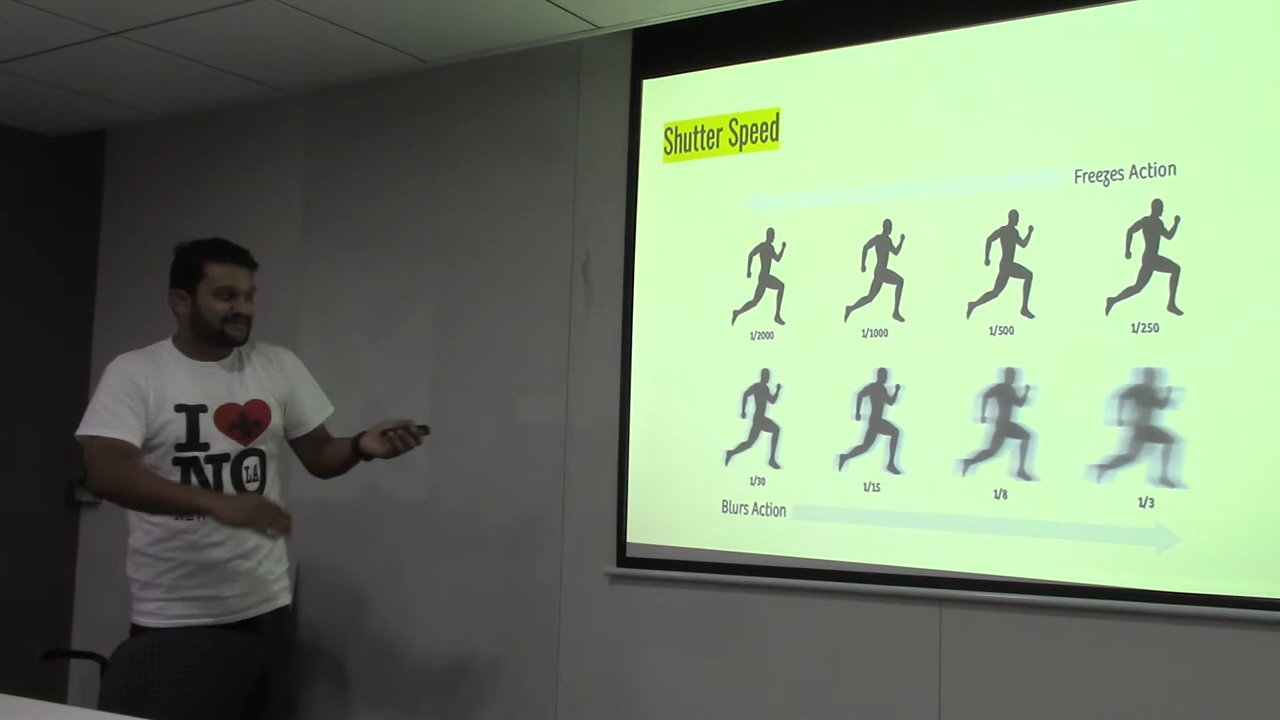 Shutter Speed
Freezes Action
1/2000 1/1000 1/500 1/250
1/30 1/15 1/8 1/3
Blurs Action
I
NO
LA